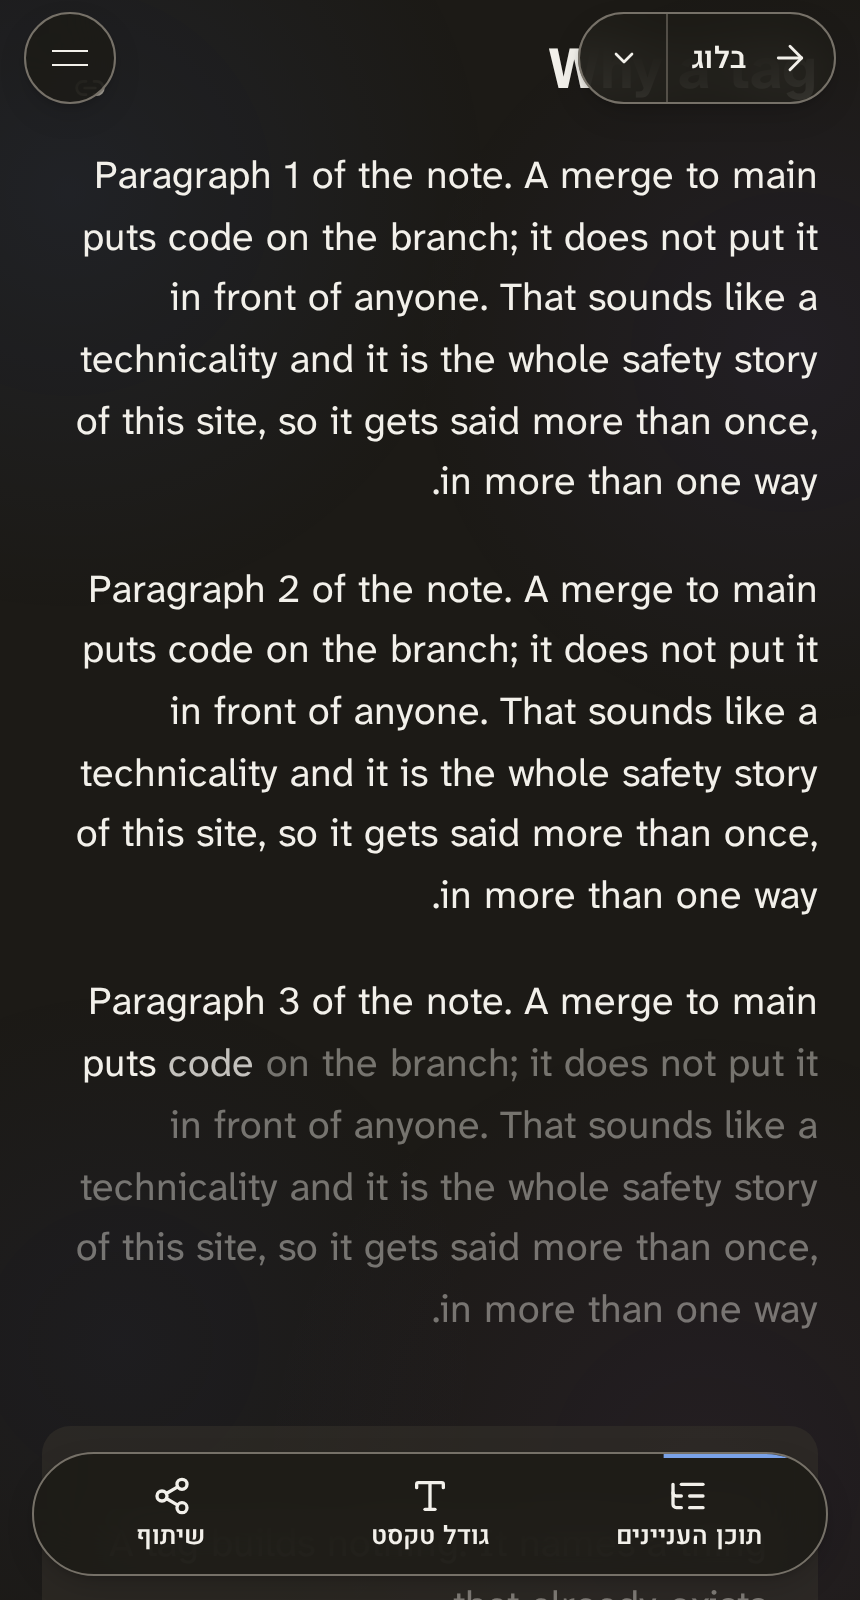 בלוג
Why a tag
Paragraph 1 of the note. A merge to main
puts code on the branch; it does not put it
in front of anyone. That sounds like a
technicality and it is the whole safety story
of this site, so it gets said more than once,
in more than one way.
Paragraph 2 of the note. A merge to main
puts code on the branch; it does not put it
in front of anyone. That sounds like a
technicality and it is the whole safety story
of this site, so it gets said more than once,
in more than one way.
Paragraph 3 of the note. A merge to main
puts code on the branch; it does not put it
in front of anyone. That sounds like a
technicality and it is the whole safety story
of this site, so it gets said more than once,
in more than one way.
תוכן העניינים
גודל טקסט
שיתוף
that already exists